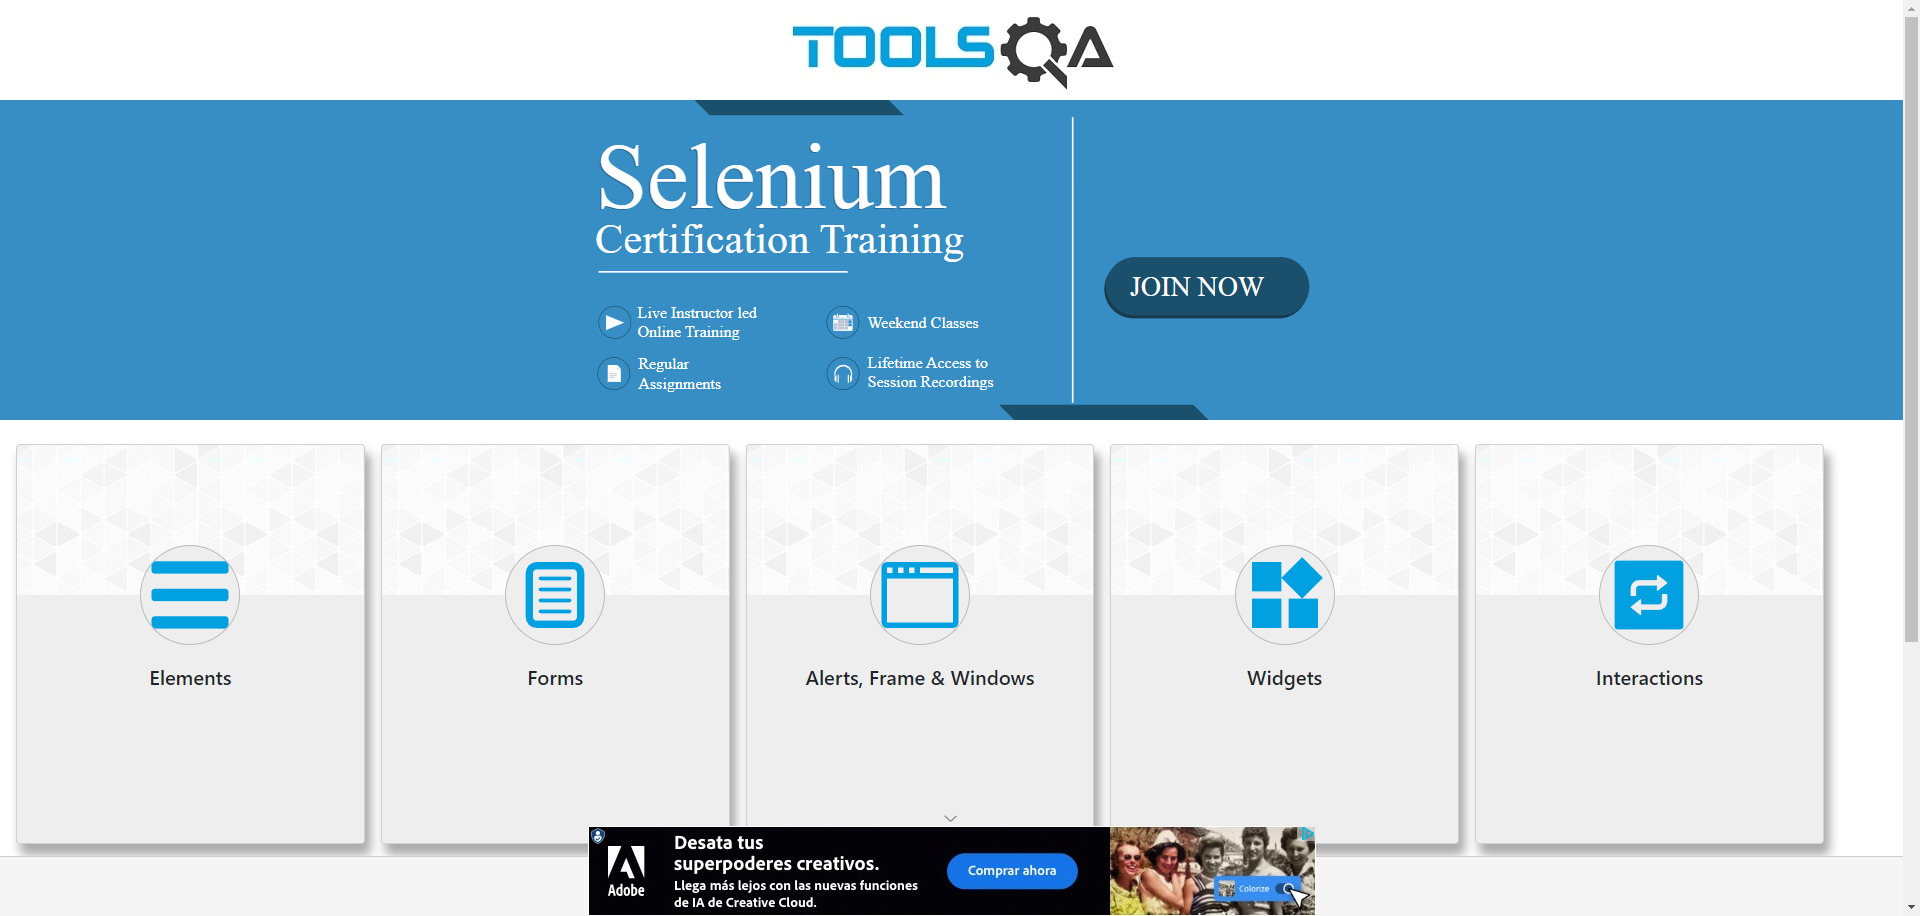 TOOLSQA
Selenium
Certification Training
Live Instructor led
Online Training
Weekend Classes
Regular
Assignments
Lifetime Access to
Session Recordings
JOIN NOW
Elements
Forms
Alerts, Frame & Windows
Widgets
Interactions
Adobe
Desata tus
superpoderes creativos.
Llega más lejos con las nuevas funciones
de IA de Creative Cloud.
Comprar ahora
Colorize